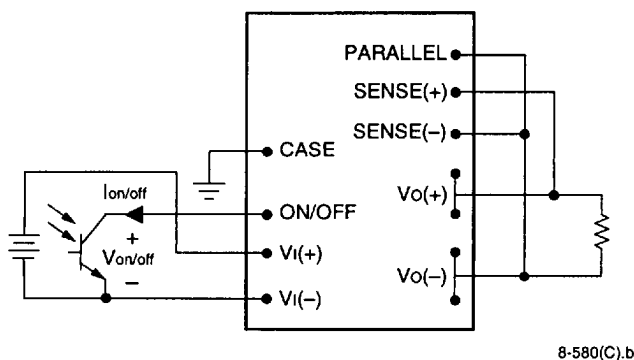 PARALLEL
SENSE(+)
SENSE(–)
CASE
Ion/off
ON/OFF
VO(+)
+
Von/off
VI(+)
–
VI(–)
VO(–)
8-580(C).b